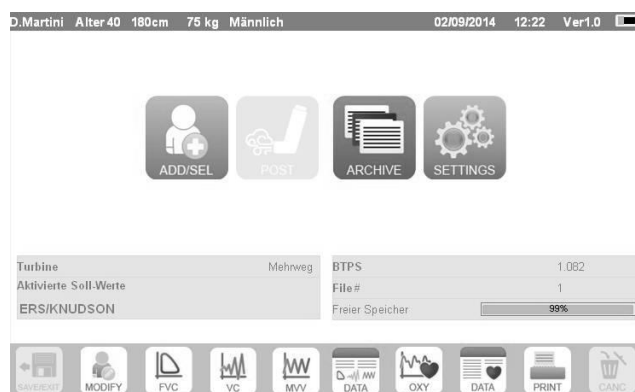 D.Martini Alter 40 180cm 75 kg Männlich 02/09/2014 12:22 Ver1.0
ADD/SEL POST ARCHIVE SETTINGS
Turbine Mehrweg
Aktivierte Soll-Werte
ERS/KNUDSON
BTPS 1.082
File# 1
Freier Speicher 99%
SAVE/EXIT MODIFY FVC VC MVV DATA OXY DATA PRINT CANC